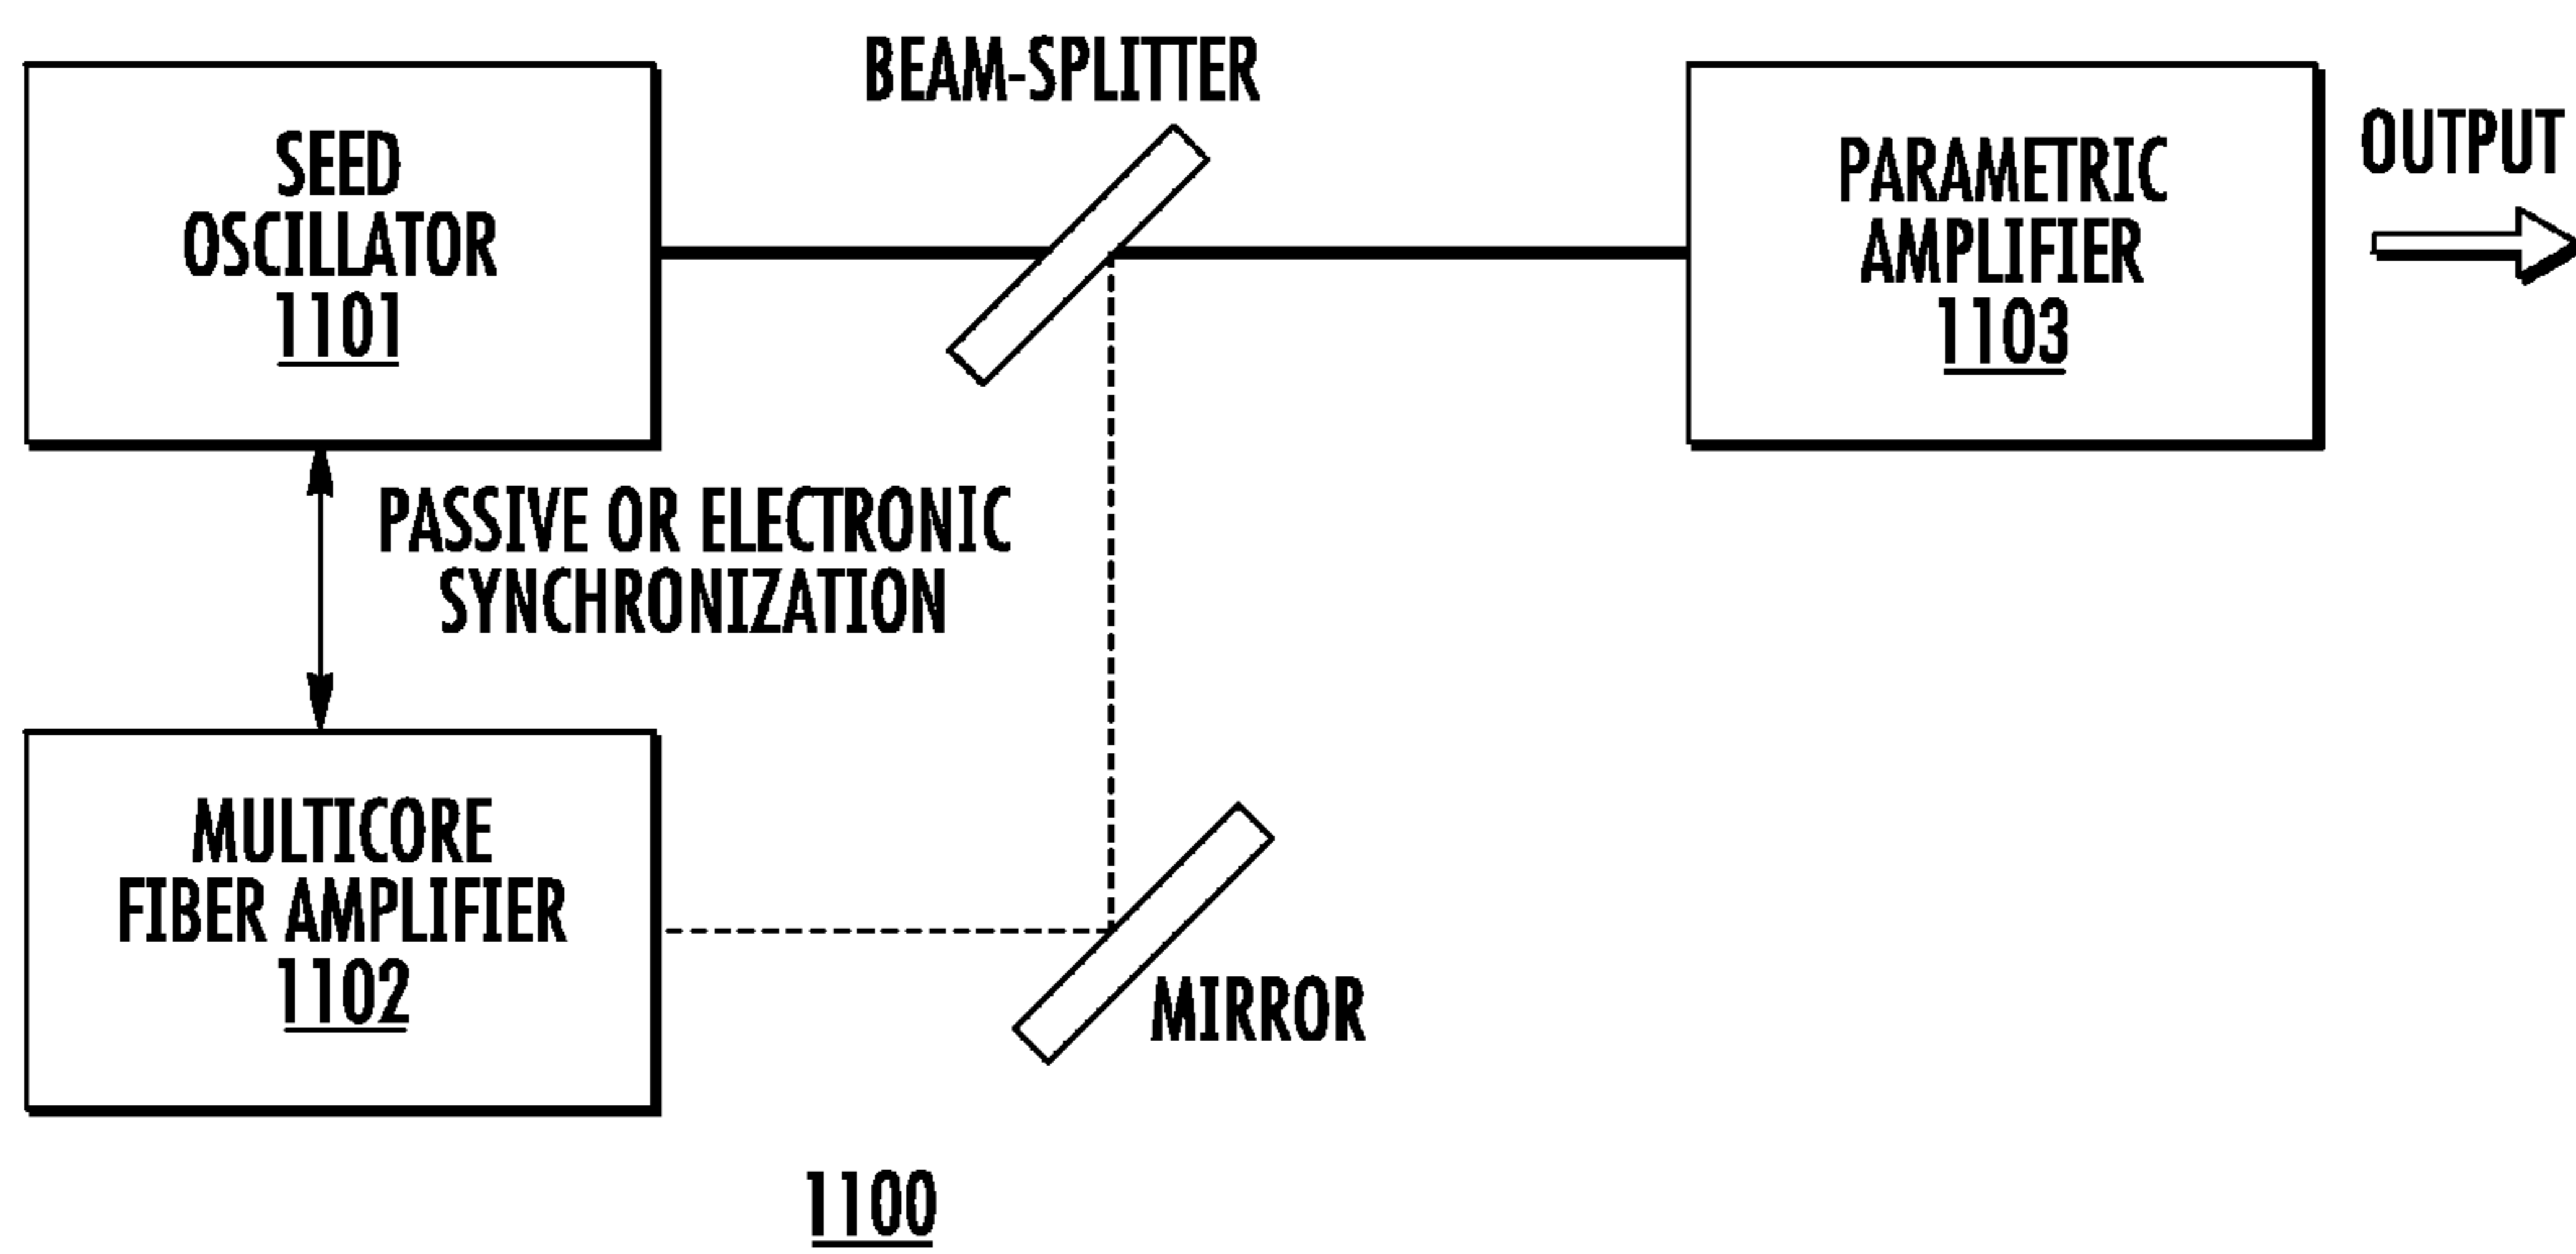 BEAM-SPLITTER
SEED
OSCILLATOR
1101
PARAMETRIC
AMPLIFIER
1103
OUTPUT
PASSIVE OR ELECTRONIC
SYNCHRONIZATION
MULTICORE
FIBER AMPLIFIER
1102
MIRROR
1100